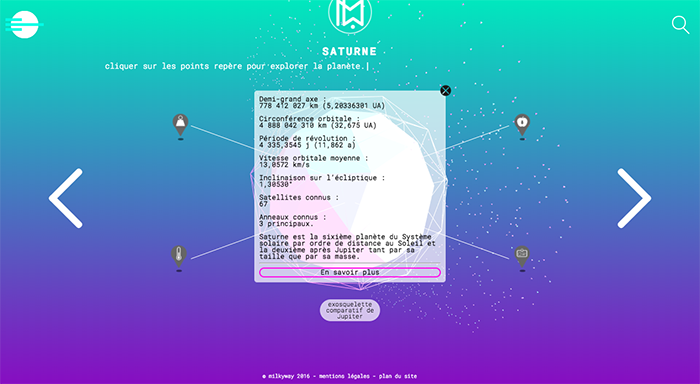 SATURNE
cliquer sur les points repère pour explorer la planète.|
Demi-grand axe :
778 412 027 km (5,20336301 UA)
Circonférence orbitale :
4 888 042 310 km (32,675 UA)
Période de révolution :
4 335,3545 j (11,862 a)
Vitesse orbitale moyenne :
13,0572 km/s
Inclinaison sur l'écliptique :
1,30530°
Satellites connus :
67
Anneaux connus :
3 principaux.
Saturne est la sixième planète du Système
solaire par ordre de distance au Soleil et
la deuxième après Jupiter tant par sa
taille que par sa masse.
En savoir plus
exosquelette
comparatif de
Jupiter
© milkyway 2016 - mentions légales - plan du site